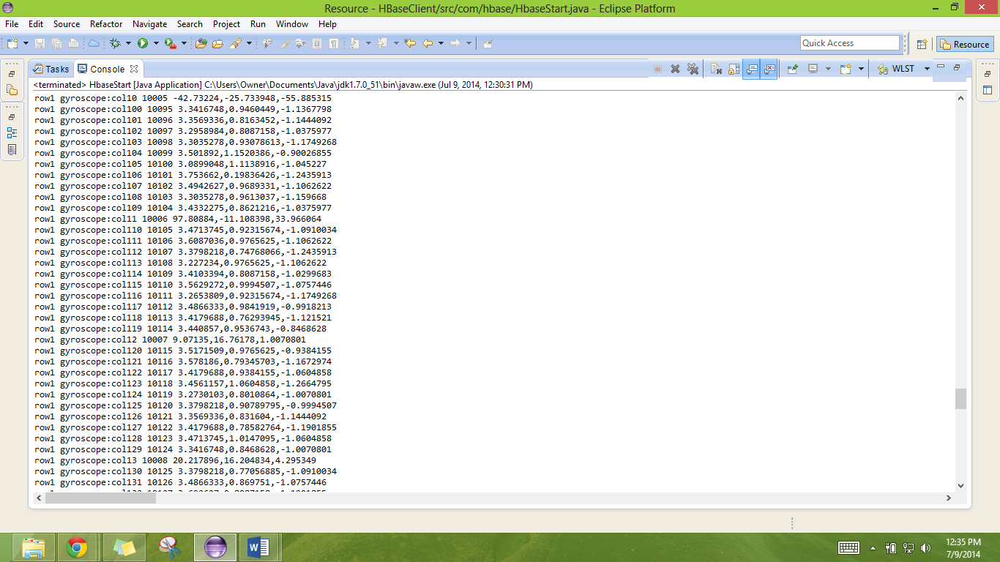 Resource - HBaseClient/src/com/hbase/HbaseStart.java - Eclipse Platform
File Edit Source Refactor Navigate Search Project Run Window Help
Quick Access
Resource
Tasks Console WLST
<terminated> HbaseStart [Java Application] C:\Users\Owner\Documents\Java\jdk1.7.0_51\bin\javaw.exe (Jul 9, 2014, 12:30:31 PM)
row1 gyroscope:col10 10005 -42.73224,-25.733948,-55.885315
row1 gyroscope:col100 10095 3.3416748,0.9460449,-1.1367798
row1 gyroscope:col101 10096 3.3569336,0.8163452,-1.1444092
row1 gyroscope:col102 10097 3.2958984,0.8087158,-1.0375977
row1 gyroscope:col103 10098 3.3035278,0.93078613,-1.1749268
row1 gyroscope:col104 10099 3.501892,1.1520386,-0.90026855
row1 gyroscope:col105 10100 3.0899048,1.1138916,-1.045227
row1 gyroscope:col106 10101 3.753662,0.19836426,-1.2435913
row1 gyroscope:col107 10102 3.4942627,0.9689331,-1.1062622
row1 gyroscope:col108 10103 3.3035278,0.9613037,-1.159668
row1 gyroscope:col109 10104 3.4332275,0.8621216,-1.0375977
row1 gyroscope:col11 10006 97.80884,-11.108398,33.966064
row1 gyroscope:col110 10105 3.4713745,0.92315674,-1.0910034
row1 gyroscope:col111 10106 3.6087036,0.9765625,-1.1062622
row1 gyroscope:col112 10107 3.3798218,0.74768066,-1.2435913
row1 gyroscope:col113 10108 3.227234,0.9765625,-1.1062622
row1 gyroscope:col114 10109 3.4103394,0.8087158,-1.0299683
row1 gyroscope:col115 10110 3.5629272,0.9994507,-1.0757446
row1 gyroscope:col116 10111 3.2653809,0.92315674,-1.1749268
row1 gyroscope:col117 10112 3.4866333,0.9841919,-0.9918213
row1 gyroscope:col118 10113 3.4179688,0.76293945,-1.121521
row1 gyroscope:col119 10114 3.440857,0.9536743,-0.8468628
row1 gyroscope:col12 10007 9.07135,16.76178,1.0070801
row1 gyroscope:col120 10115 3.5171509,0.9765625,-0.9384155
row1 gyroscope:col121 10116 3.578186,0.79345703,-1.1672974
row1 gyroscope:col122 10117 3.4179688,0.9384155,-1.0604858
row1 gyroscope:col123 10118 3.4561157,1.0604858,-1.2664795
row1 gyroscope:col124 10119 3.2730103,0.8010864,-1.0070801
row1 gyroscope:col125 10120 3.3798218,0.90789795,-0.9994507
row1 gyroscope:col126 10121 3.3569336,0.831604,-1.1444092
row1 gyroscope:col127 10122 3.4179688,0.78582764,-1.1901855
row1 gyroscope:col128 10123 3.4713745,1.0147095,-1.0604858
row1 gyroscope:col129 10124 3.3416748,0.8468628,-1.0070801
row1 gyroscope:col13 10008 20.217896,16.204834,4.295349
row1 gyroscope:col130 10125 3.3798218,0.77056885,-1.0910034
row1 gyroscope:col131 10126 3.4866333,0.869751,-1.0757446
12:35 PM
7/9/2014